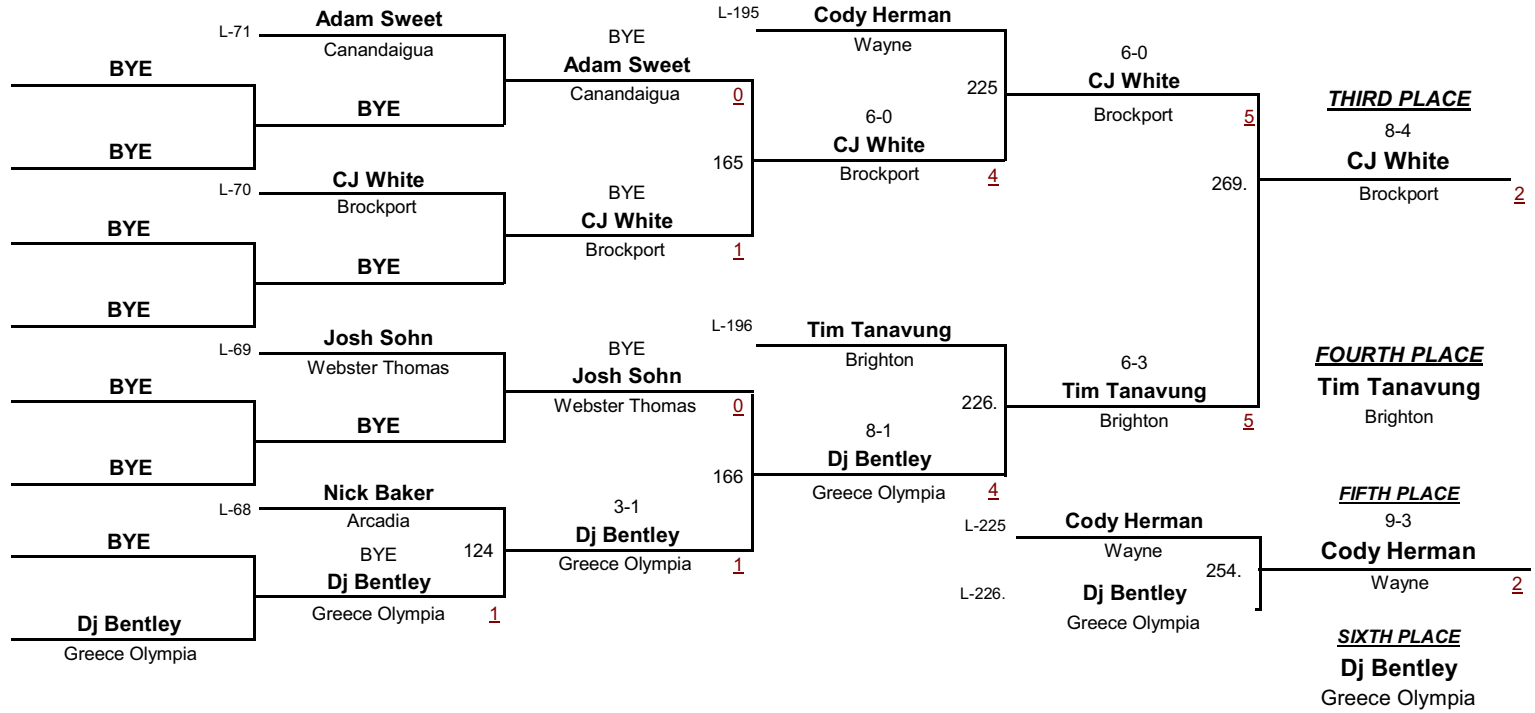 BYE
BYE
BYE
BYE
BYE
BYE
BYE
Dj Bentley
Greece Olympia
L-71
Adam Sweet
Canandaigua
BYE
L-70
CJ White
Brockport
BYE
L-69
Josh Sohn
Webster Thomas
BYE
L-68
Nick Baker
Arcadia
BYE
124
Dj Bentley
Greece Olympia
1
BYE
Adam Sweet
Canandaigua
0
165
BYE
CJ White
Brockport
1
BYE
Josh Sohn
Webster Thomas
0
166
3-1
Dj Bentley
Greece Olympia
1
L-195
Cody Herman
Wayne
225
6-0
CJ White
Brockport
4
L-196
Tim Tanavung
Brighton
226.
8-1
Dj Bentley
Greece Olympia
4
6-0
CJ White
Brockport
5
269.
6-3
Tim Tanavung
Brighton
5
L-225
Cody Herman
Wayne
254.
L-226.
Dj Bentley
Greece Olympia
THIRD PLACE
8-4
CJ White
Brockport
2
FOURTH PLACE
Tim Tanavung
Brighton
FIFTH PLACE
9-3
Cody Herman
Wayne
2
SIXTH PLACE
Dj Bentley
Greece Olympia